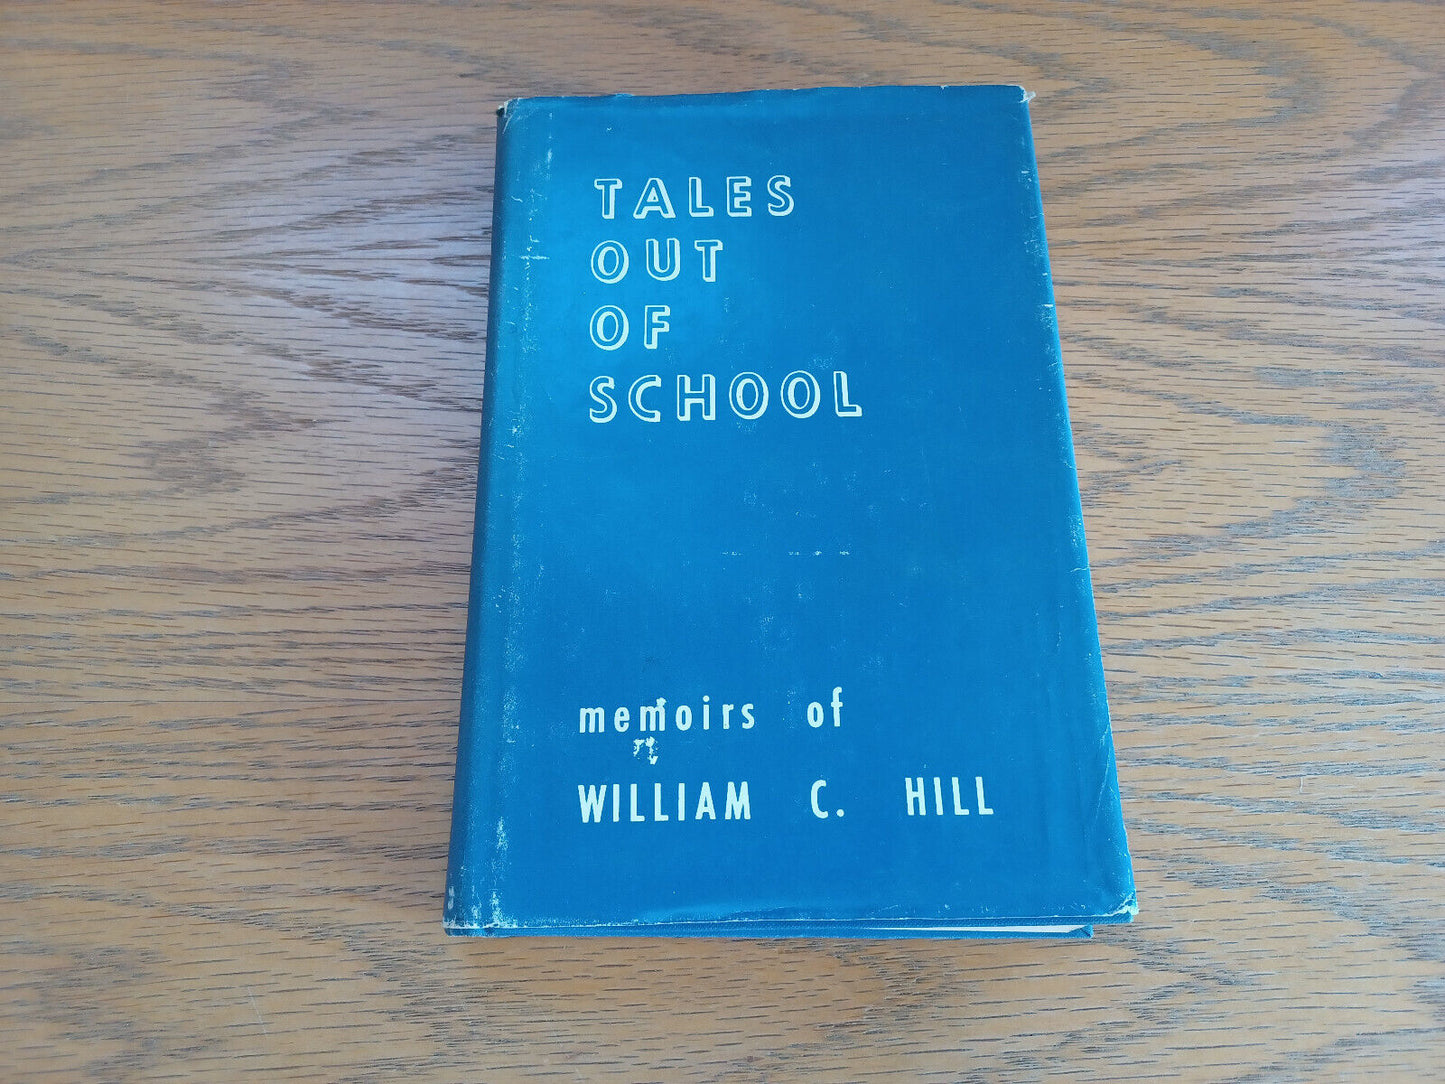 TALES
OUT
OF
SCHOOL
memoirs of
WILLIAM C. HILL